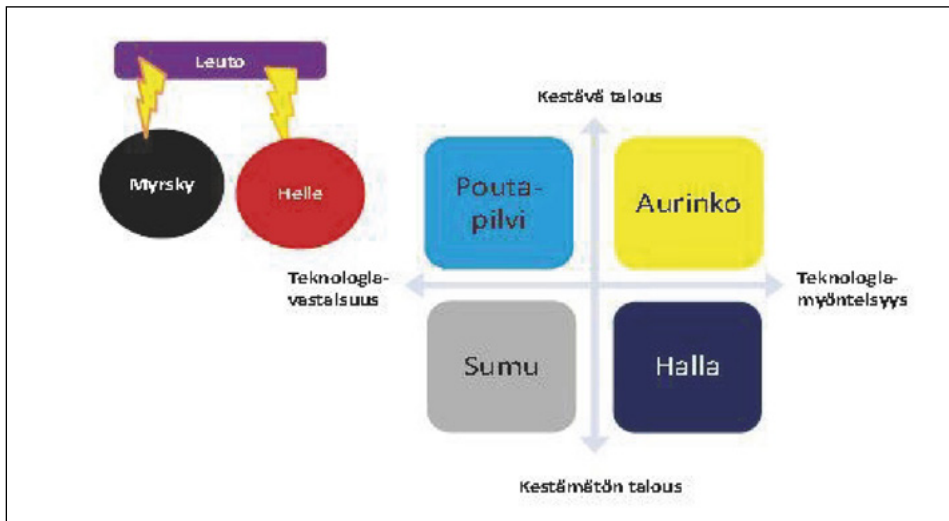 Leuto
Myrsky
Helle
Kestävä talous
Pouta-
pilvi
Aurinko
Teknologia-
vastaisuus
Teknologia-
myönteisyys
Sumu
Halla
Kestämätön talous